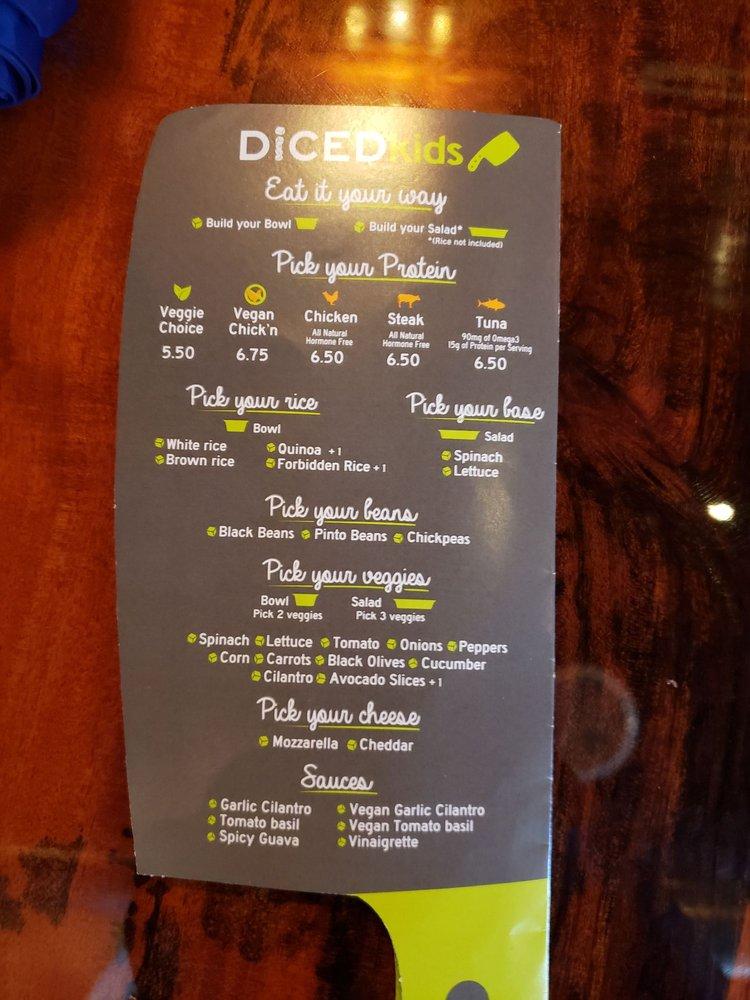 DiCED kids
Eat it your way
Build your Bowl
Build your Salad*
*(Rice not included)
Pick your Protein
Veggie Choice
5.50
Vegan Chick'n
6.75
Chicken
All Natural
Hormone Free
6.50
Steak
All Natural
Hormone Free
6.50
Tuna
90mg of Omega3
15g of Protein per Serving
6.50
Pick your rice
Bowl
White rice
Brown rice
Quinoa +1
Forbidden Rice +1
Pick your base
Salad
Spinach
Lettuce
Pick your beans
Black Beans Pinto Beans Chickpeas
Pick your veggies
Bowl
Pick 2 veggies
Salad
Pick 3 veggies
Spinach Lettuce Tomato Onions Peppers
Corn Carrots Black Olives Cucumber
Cilantro Avocado Slices +1
Pick your cheese
Mozzarella Cheddar
Sauces
Garlic Cilantro
Tomato basil
Spicy Guava
Vegan Garlic Cilantro
Vegan Tomato basil
Vinaigrette